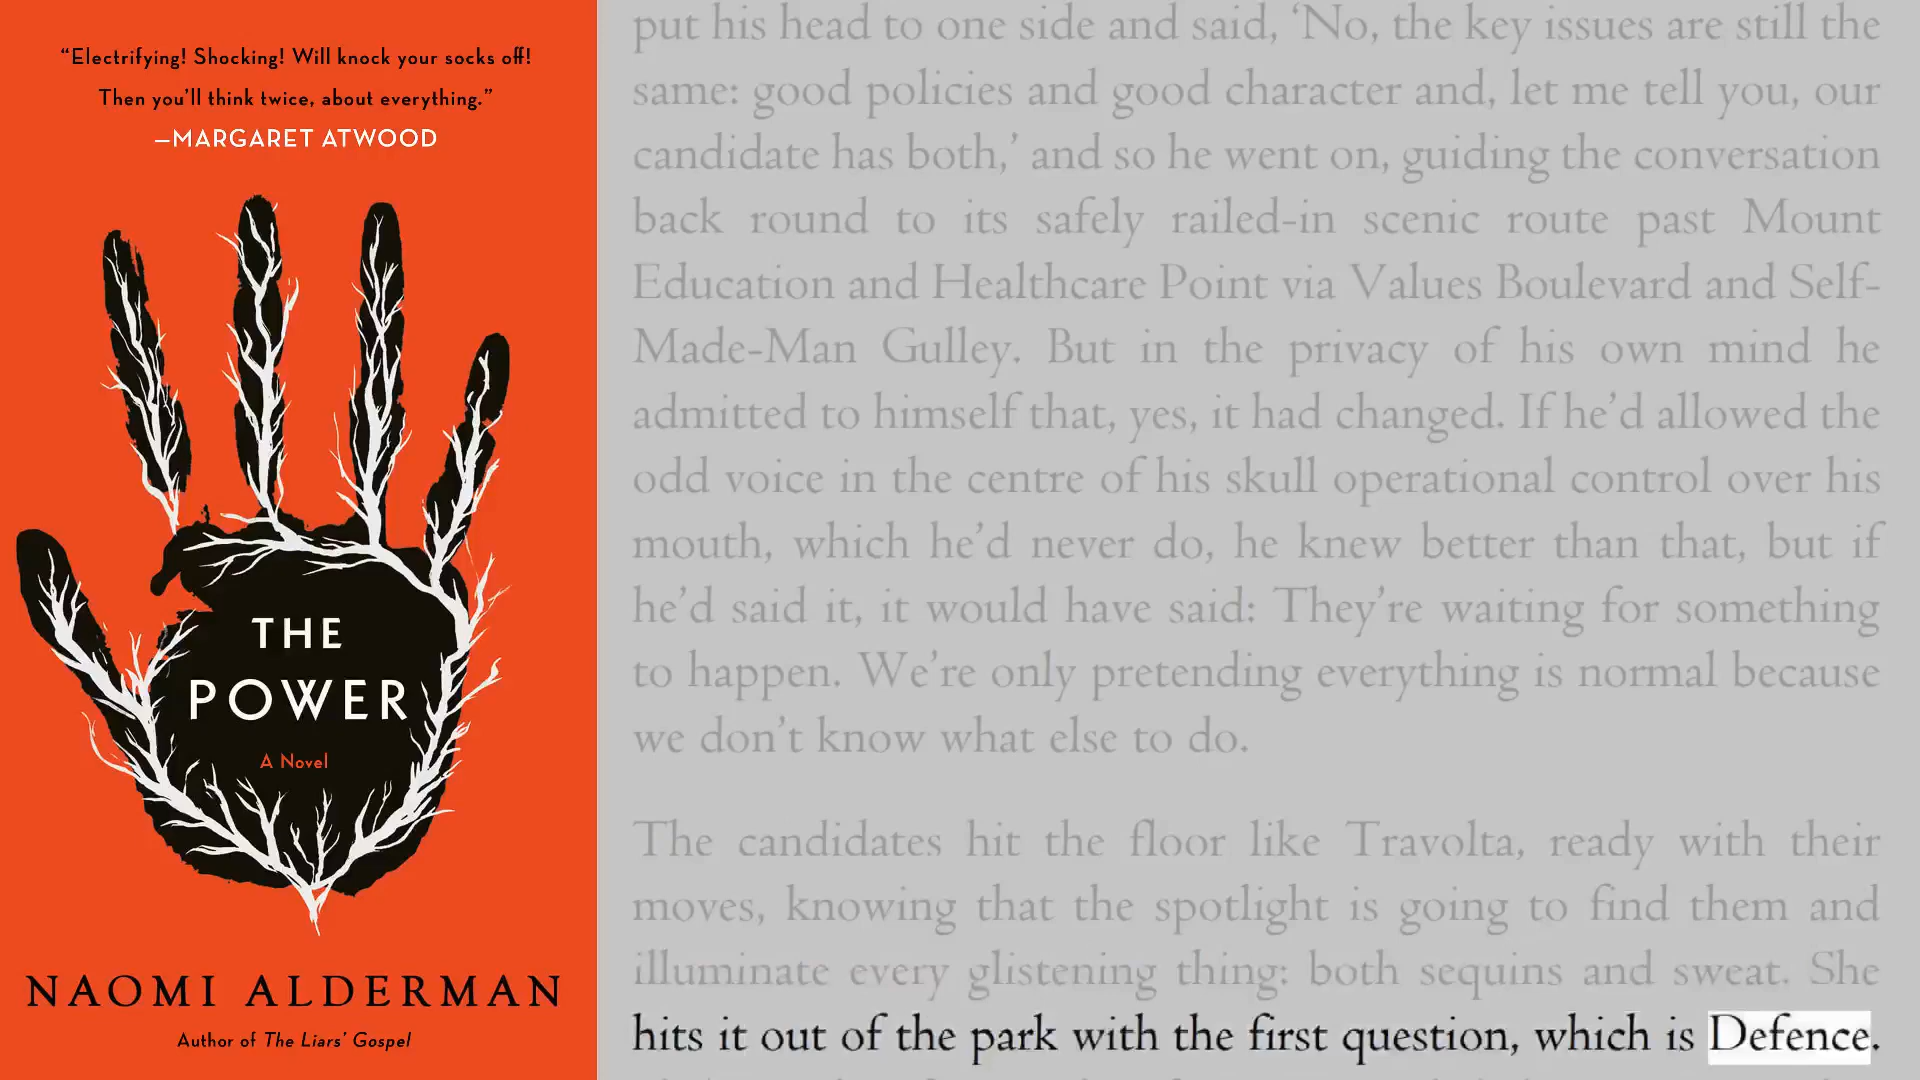 “Electrifying! Shocking! Will knock your socks off!
Then you’ll think twice, about everything.”
—MARGARET ATWOOD
THE
POWER
A Novel
NAOMI ALDERMAN
Author of The Liars’ Gospel
put his head to one side and said, ‘No, the key issues are still the
same: good policies and good character and, let me tell you, our
candidate has both,’ and so he went on, guiding the conversation
back round to its safely railed-in scenic route past Mount
Education and Healthcare Point via Values Boulevard and Self-
Made-Man Gulley. But in the privacy of his own mind he
admitted to himself that, yes, it had changed. If he’d allowed the
odd voice in the centre of his skull operational control over his
mouth, which he’d never do, he knew better than that, but if
he’d said it, it would have said: They’re waiting for something
to happen. We’re only pretending everything is normal because
we don’t know what else to do.
The candidates hit the floor like Travolta, ready with their
moves, knowing that the spotlight is going to find them and
illuminate every glistening thing: both sequins and sweat. She
hits it out of the park with the first question, which is Defence.